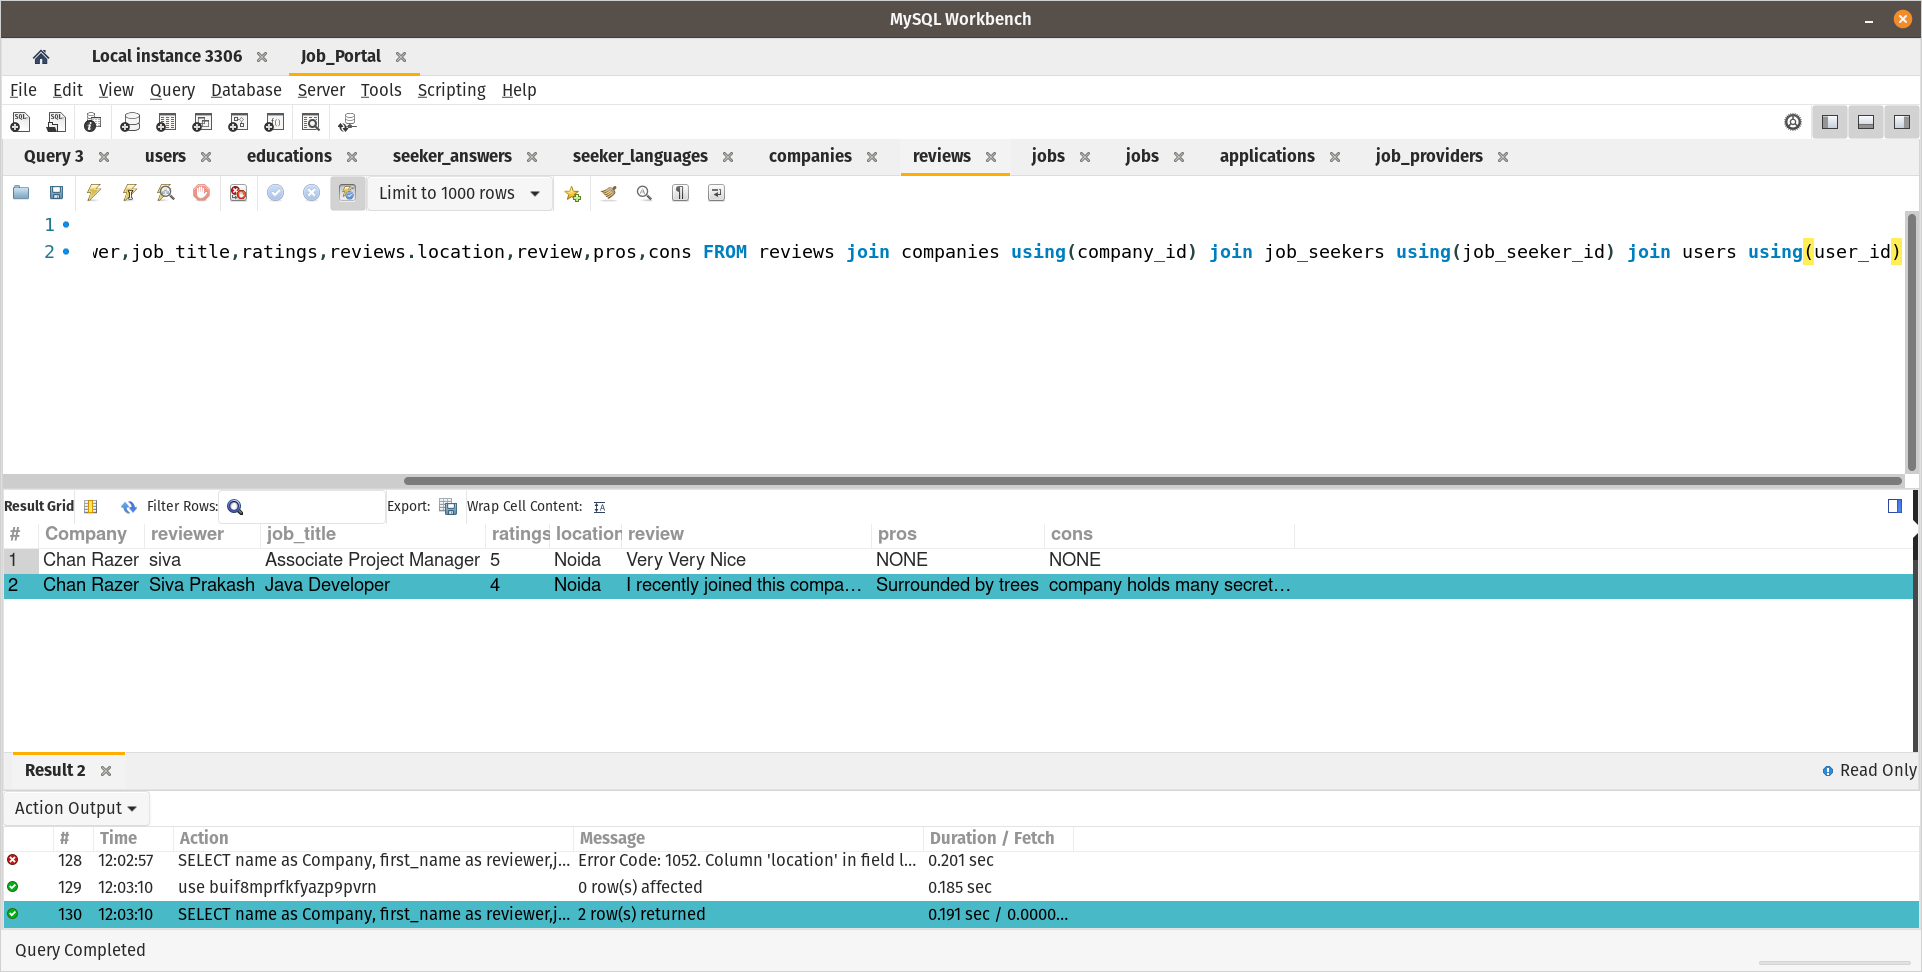 MySQL Workbench
Local instance 3306 Job_Portal
File Edit View Query Database Server Tools Scripting Help
Query 3 users educations seeker_answers seeker_languages companies reviews jobs jobs applications job_providers
Limit to 1000 rows
1
2 wer,job_title,ratings,reviews.location,review,pros,cons FROM reviews join companies using(company_id) join job_seekers using(job_seeker_id) join users using(user_id)
Result Grid Filter Rows: Export: Wrap Cell Content:
# Company reviewer job_title ratings location review pros cons
1 Chan Razer siva Associate Project Manager 5 Noida Very Very Nice NONE NONE
2 Chan Razer Siva Prakash Java Developer 4 Noida I recently joined this compa... Surrounded by trees company holds many secret...
Result 2 Read Only
Action Output
# Time Action Message Duration / Fetch
128 12:02:57 SELECT name as Company, first_name as reviewer,j... Error Code: 1052. Column 'location' in field l... 0.201 sec
129 12:03:10 use buif8mprfkfyazp9pvrn 0 row(s) affected 0.185 sec
130 12:03:10 SELECT name as Company, first_name as reviewer,j... 2 row(s) returned 0.191 sec / 0.0000...
Query Completed